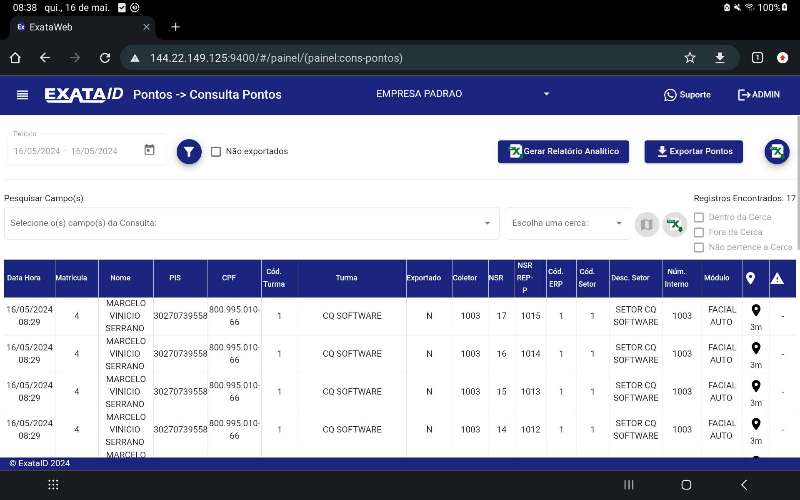 08:38 qui., 16 de mai. 100%
Ex ExataWeb
144.22.149.125:9400/#/painel/(painel:cons-pontos)
1
EXATAID Pontos -> Consulta Pontos EMPRESA PADRAO Suporte ADMIN
Período
16/05/2024 – 16/05/2024 Não exportados Gerar Relatório Analítico Exportar Pontos
Pesquisar Campo(s) Registros Encontrados: 17
Selecione o(s) campo(s) da Consulta: Escolha uma cerca:
Dentro da Cerca
Fora da Cerca
Não pertence a Cerca
Data Hora Matrícula Nome PIS CPF Cód. Turma Turma Exportado Coletor NSR NSR REP-P Cód. ERP Cód. Setor Desc. Setor Núm. Interno Módulo
16/05/2024 08:29 4 MARCELO VINICIO SERRANO 30270739558 800.995.010-66 1 CQ SOFTWARE N 1003 17 1015 1 1 SETOR CQ SOFTWARE 1003 FACIAL AUTO 3m -
16/05/2024 08:29 4 MARCELO VINICIO SERRANO 30270739558 800.995.010-66 1 CQ SOFTWARE N 1003 16 1014 1 1 SETOR CQ SOFTWARE 1003 FACIAL AUTO 3m -
16/05/2024 08:29 4 MARCELO VINICIO SERRANO 30270739558 800.995.010-66 1 CQ SOFTWARE N 1003 15 1013 1 1 SETOR CQ SOFTWARE 1003 FACIAL AUTO 3m -
16/05/2024 08:29 4 MARCELO VINICIO SERRANO 30270739558 800.995.010-66 1 CQ SOFTWARE N 1003 14 1012 1 1 SETOR CQ SOFTWARE 1003 FACIAL AUTO 3m -
MARCELO
© ExataID 2024